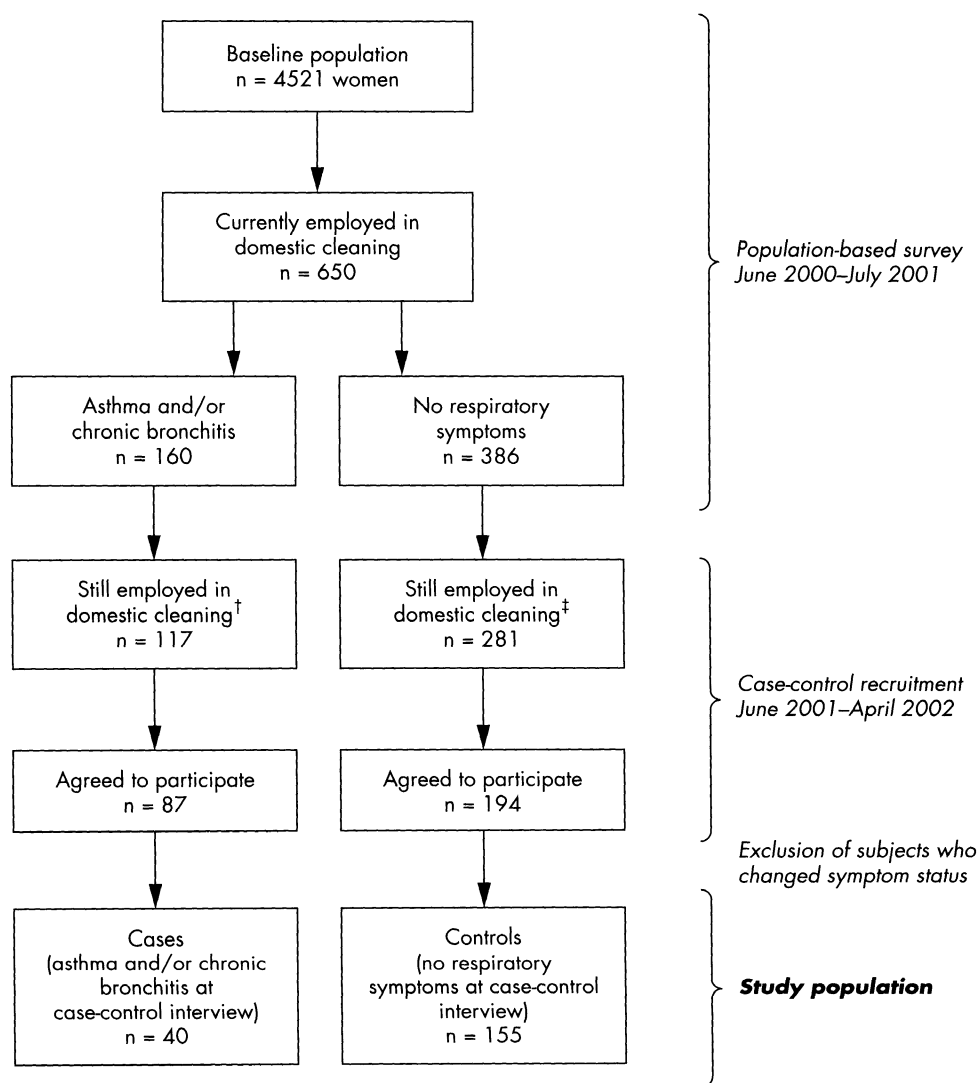 Baseline population
n = 4521 women
Currently employed in
domestic cleaning
n = 650
Population-based survey
June 2000–July 2001
Asthma and/or
chronic bronchitis
n = 160
No respiratory
symptoms
n = 386
Still employed in
domestic cleaning†
n = 117
Still employed in
domestic cleaning‡
n = 281
Case-control recruitment
June 2001–April 2002
Agreed to participate
n = 87
Agreed to participate
n = 194
Exclusion of subjects who
changed symptom status
Cases
(asthma and/or chronic
bronchitis at
case-control interview)
n = 40
Controls
(no respiratory
symptoms at case-control
interview)
n = 155
Study population